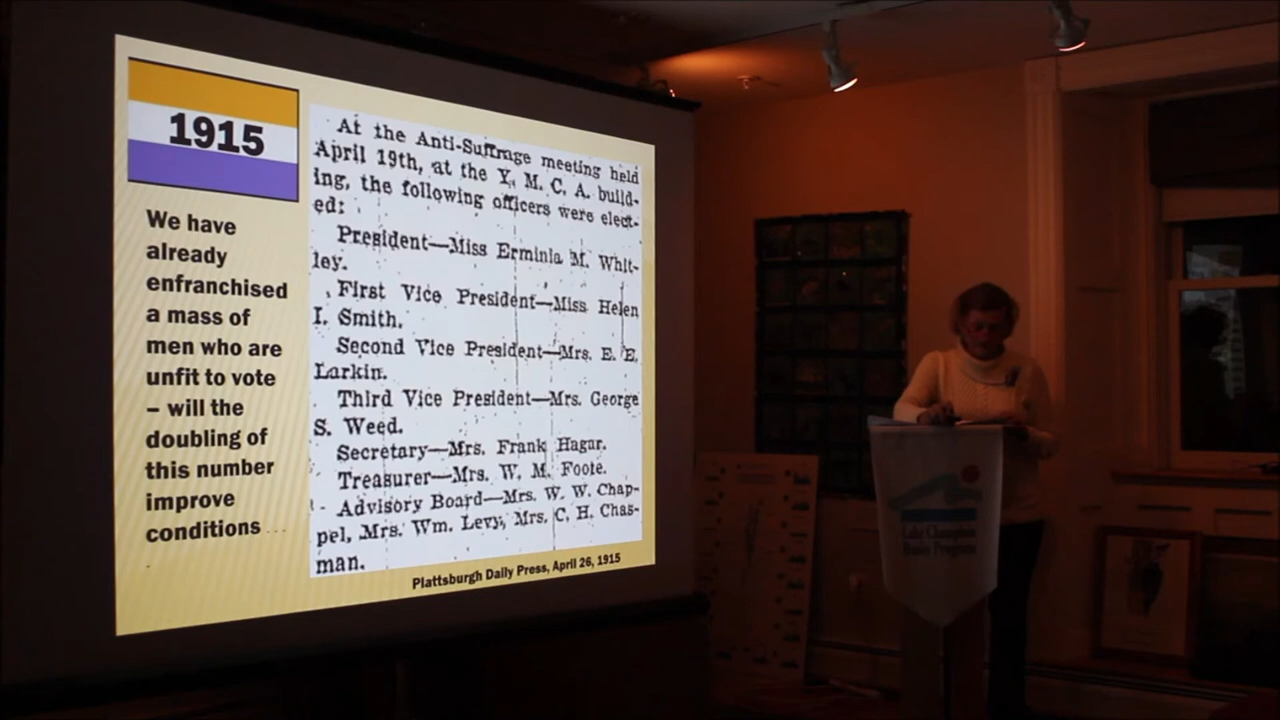 1915
We have
already
enfranchised
a mass of
men who are
unfit to vote
– will the
doubling of
this number
improve
conditions ...
At the Anti-Suffrage meeting held
April 19th, at the Y. M. C. A. build-
ing, the following officers were elect-
ed:
President—Miss Erminia M. Whit-
ley.
First Vice President—Miss Helen
I. Smith.
Second Vice President—Mrs. E. E.
Larkin.
Third Vice President—Mrs. George
S. Weed.
Secretary—Mrs. Frank Hagar.
Treasurer—Mrs. W. M. Foote.
Advisory Board—Mrs. W. W. Chap-
pel, Mrs. Wm. Levy, Mrs. C. H. Chas-
man.
Plattsburgh Daily Press, April 26, 1915
Lake Champlain
Basin Program